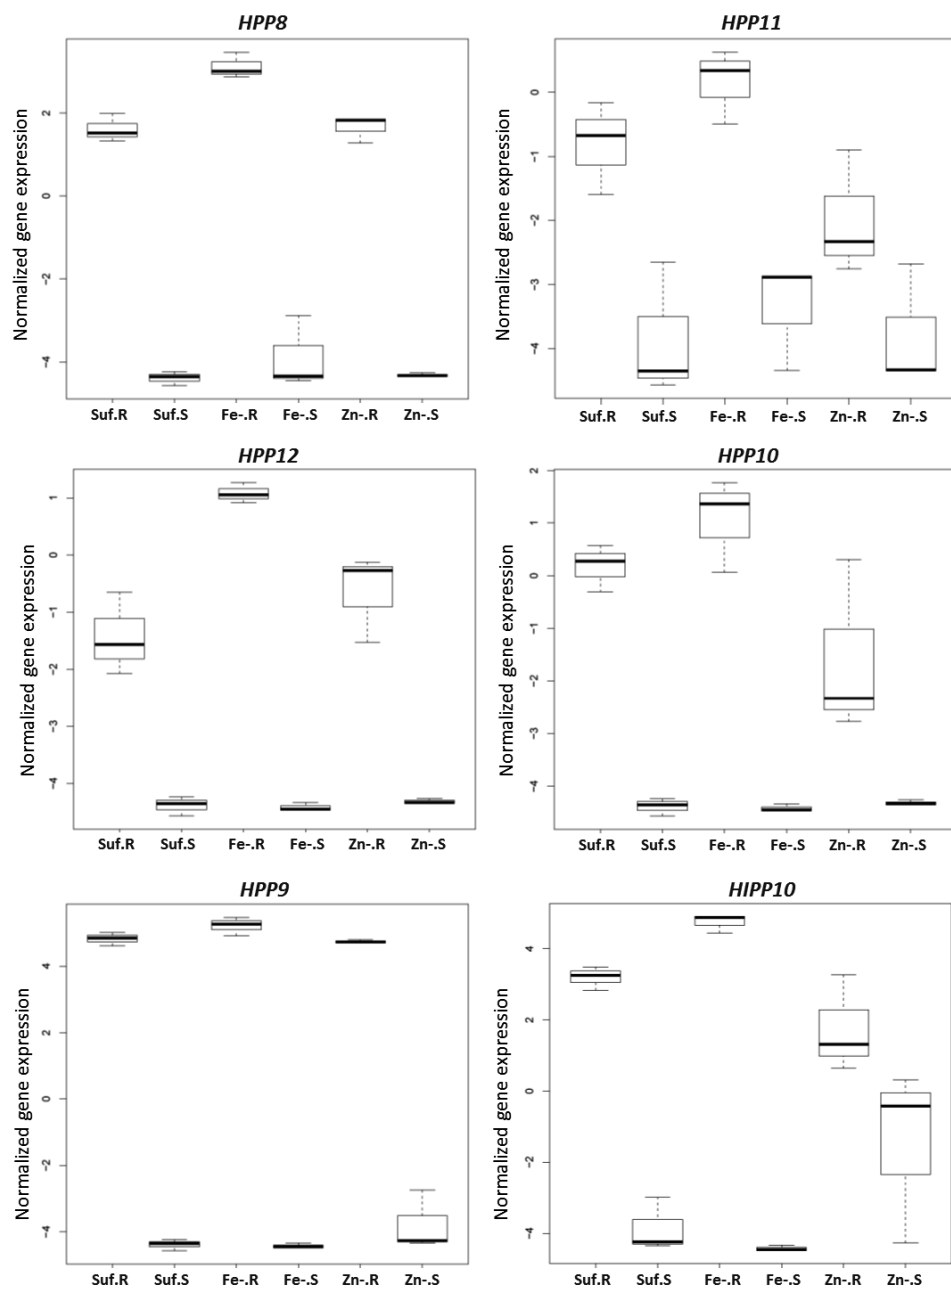 HPP8
HPP11
Normalized gene expression
2
0
-2
-4
Suf.R Suf.S Fe-.R Fe-.S Zn-.R Zn-.S
Normalized gene expression
0
-1
-2
-3
-4
Suf.R Suf.S Fe-.R Fe-.S Zn-.R Zn-.S
HPP12
HPP10
Normalized gene expression
1
0
-1
-2
-3
-4
Suf.R Suf.S Fe-.R Fe-.S Zn-.R Zn-.S
Normalized gene expression
2
1
0
-1
-2
-3
-4
Suf.R Suf.S Fe-.R Fe-.S Zn-.R Zn-.S
HPP9
HIPP10
Normalized gene expression
4
2
0
-2
-4
Suf.R Suf.S Fe-.R Fe-.S Zn-.R Zn-.S
Normalized gene expression
4
2
0
-2
-4
Suf.R Suf.S Fe-.R Fe-.S Zn-.R Zn-.S